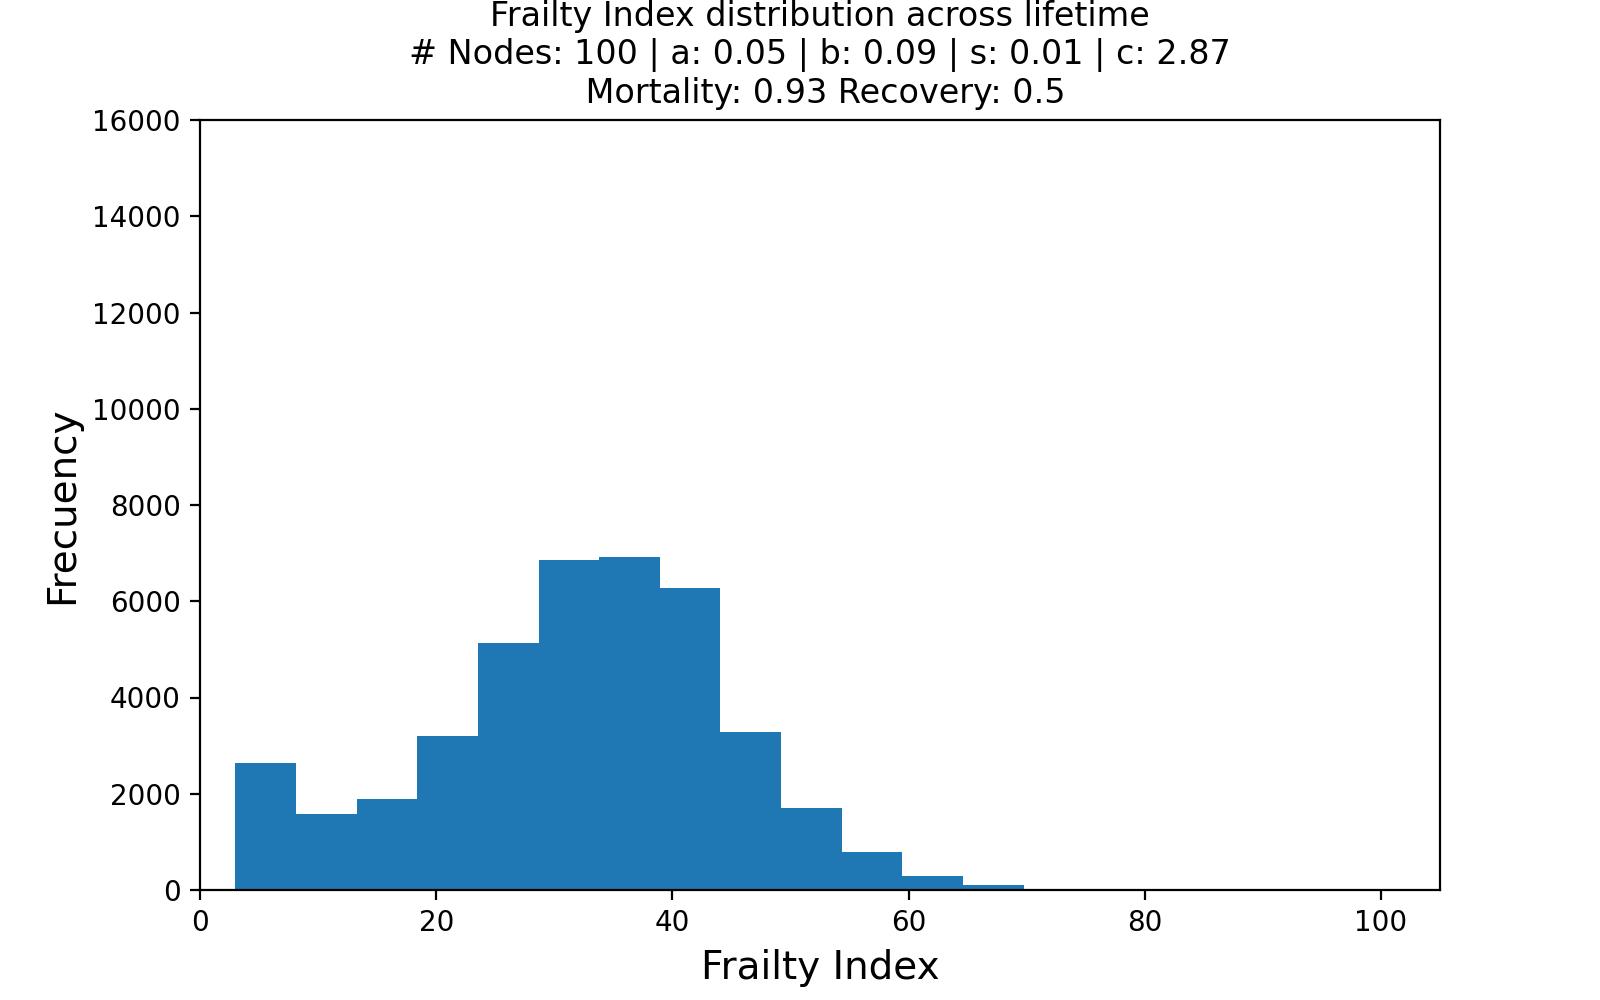 Frailty Index distribution across lifetime
# Nodes: 100 | a: 0.05 | b: 0.09 | s: 0.01 | c: 2.87
Mortality: 0.93 Recovery: 0.5
16000
14000
12000
10000
8000
6000
4000
2000
0
Frecuency
0 20 40 60 80 100
Frailty Index